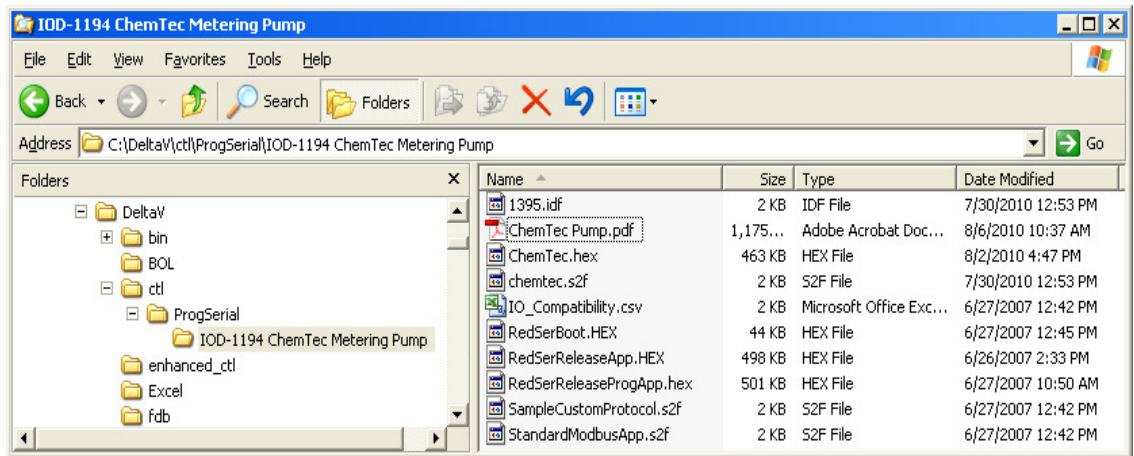 IOD-1194 ChemTec Metering Pump
File Edit View Favorites Tools Help
Back Search Folders
Address C:\DeltaV\ctl\ProgSerial\IOD-1194 ChemTec Metering Pump Go
Folders x
DeltaV
bin
BOL
ctl
ProgSerial
IOD-1194 ChemTec Metering Pump
enhanced_ctl
Excel
fdb
Name Size Type Date Modified
1395.idf 2 KB IDF File 7/30/2010 12:53 PM
ChemTec Pump.pdf 1,175... Adobe Acrobat Doc... 8/6/2010 10:37 AM
ChemTec.hex 463 KB HEX File 8/2/2010 4:47 PM
chemtec.s2f 2 KB S2F File 7/30/2010 12:53 PM
IO_Compatibility.csv 2 KB Microsoft Office Exc... 6/27/2007 12:42 PM
RedSerBoot.HEX 44 KB HEX File 6/27/2007 12:45 PM
RedSerReleaseApp.HEX 498 KB HEX File 6/26/2007 2:33 PM
RedSerReleaseProgApp.hex 501 KB HEX File 6/27/2007 10:50 AM
SampleCustomProtocol.s2f 2 KB S2F File 6/27/2007 12:42 PM
StandardModbusApp.s2f 2 KB S2F File 6/27/2007 12:42 PM